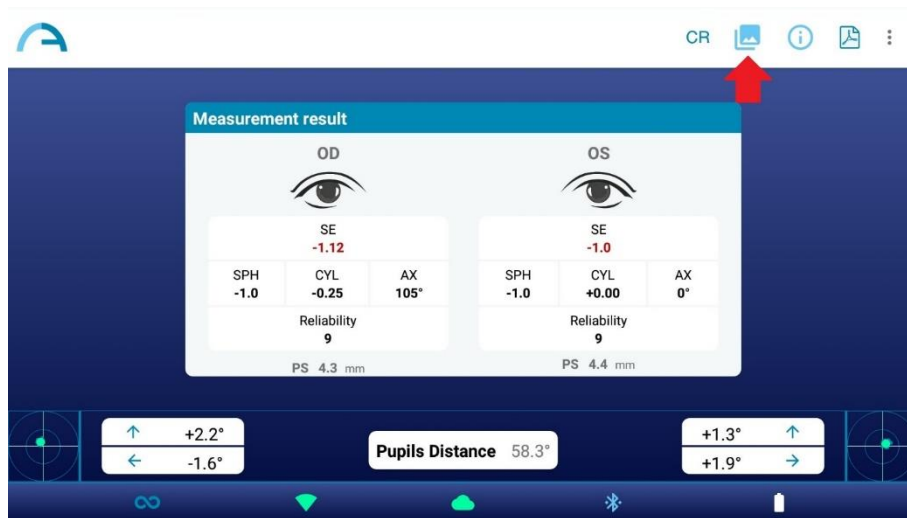 CR
Measurement result
OD OS
SE SE
-1.12 -1.0
SPH CYL AX SPH CYL AX
-1.0 -0.25 105° -1.0 +0.00 0°
Reliability Reliability
9 9
PS 4.3 mm PS 4.4 mm
+2.2° +1.3°
Pupils Distance 58.3°
-1.6° +1.9°